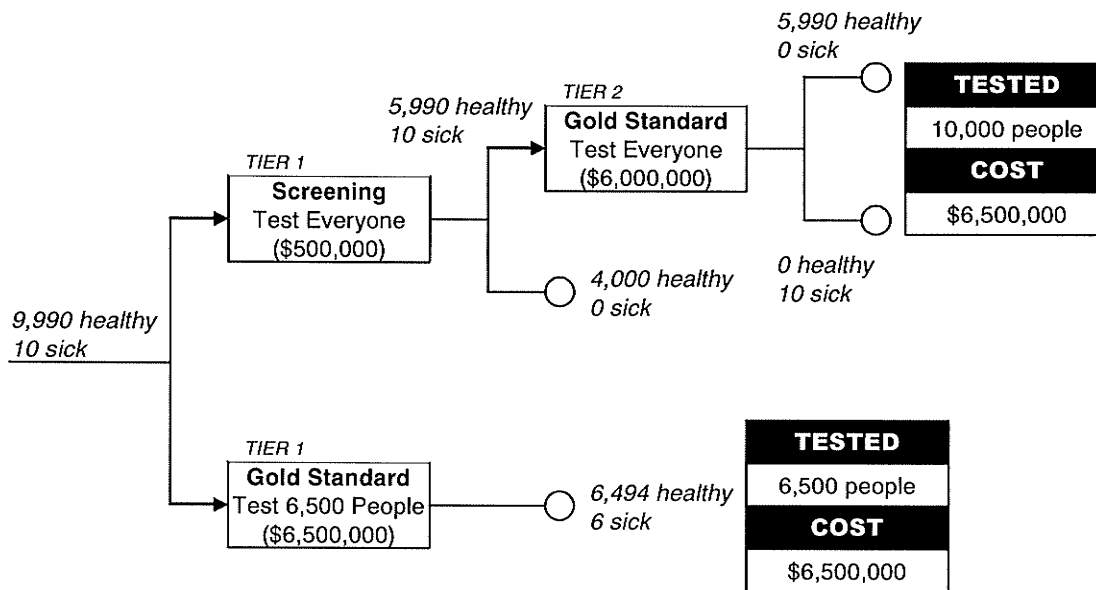 5,990 healthy
0 sick
TESTED
10,000 people
COST
$6,500,000
TIER 2
Gold Standard
Test Everyone
($6,000,000)
5,990 healthy
10 sick
TIER 1
Screening
Test Everyone
($500,000)
4,000 healthy
0 sick
0 healthy
10 sick
9,990 healthy
10 sick
TIER 1
Gold Standard
Test 6,500 People
($6,500,000)
6,494 healthy
6 sick
TESTED
6,500 people
COST
$6,500,000